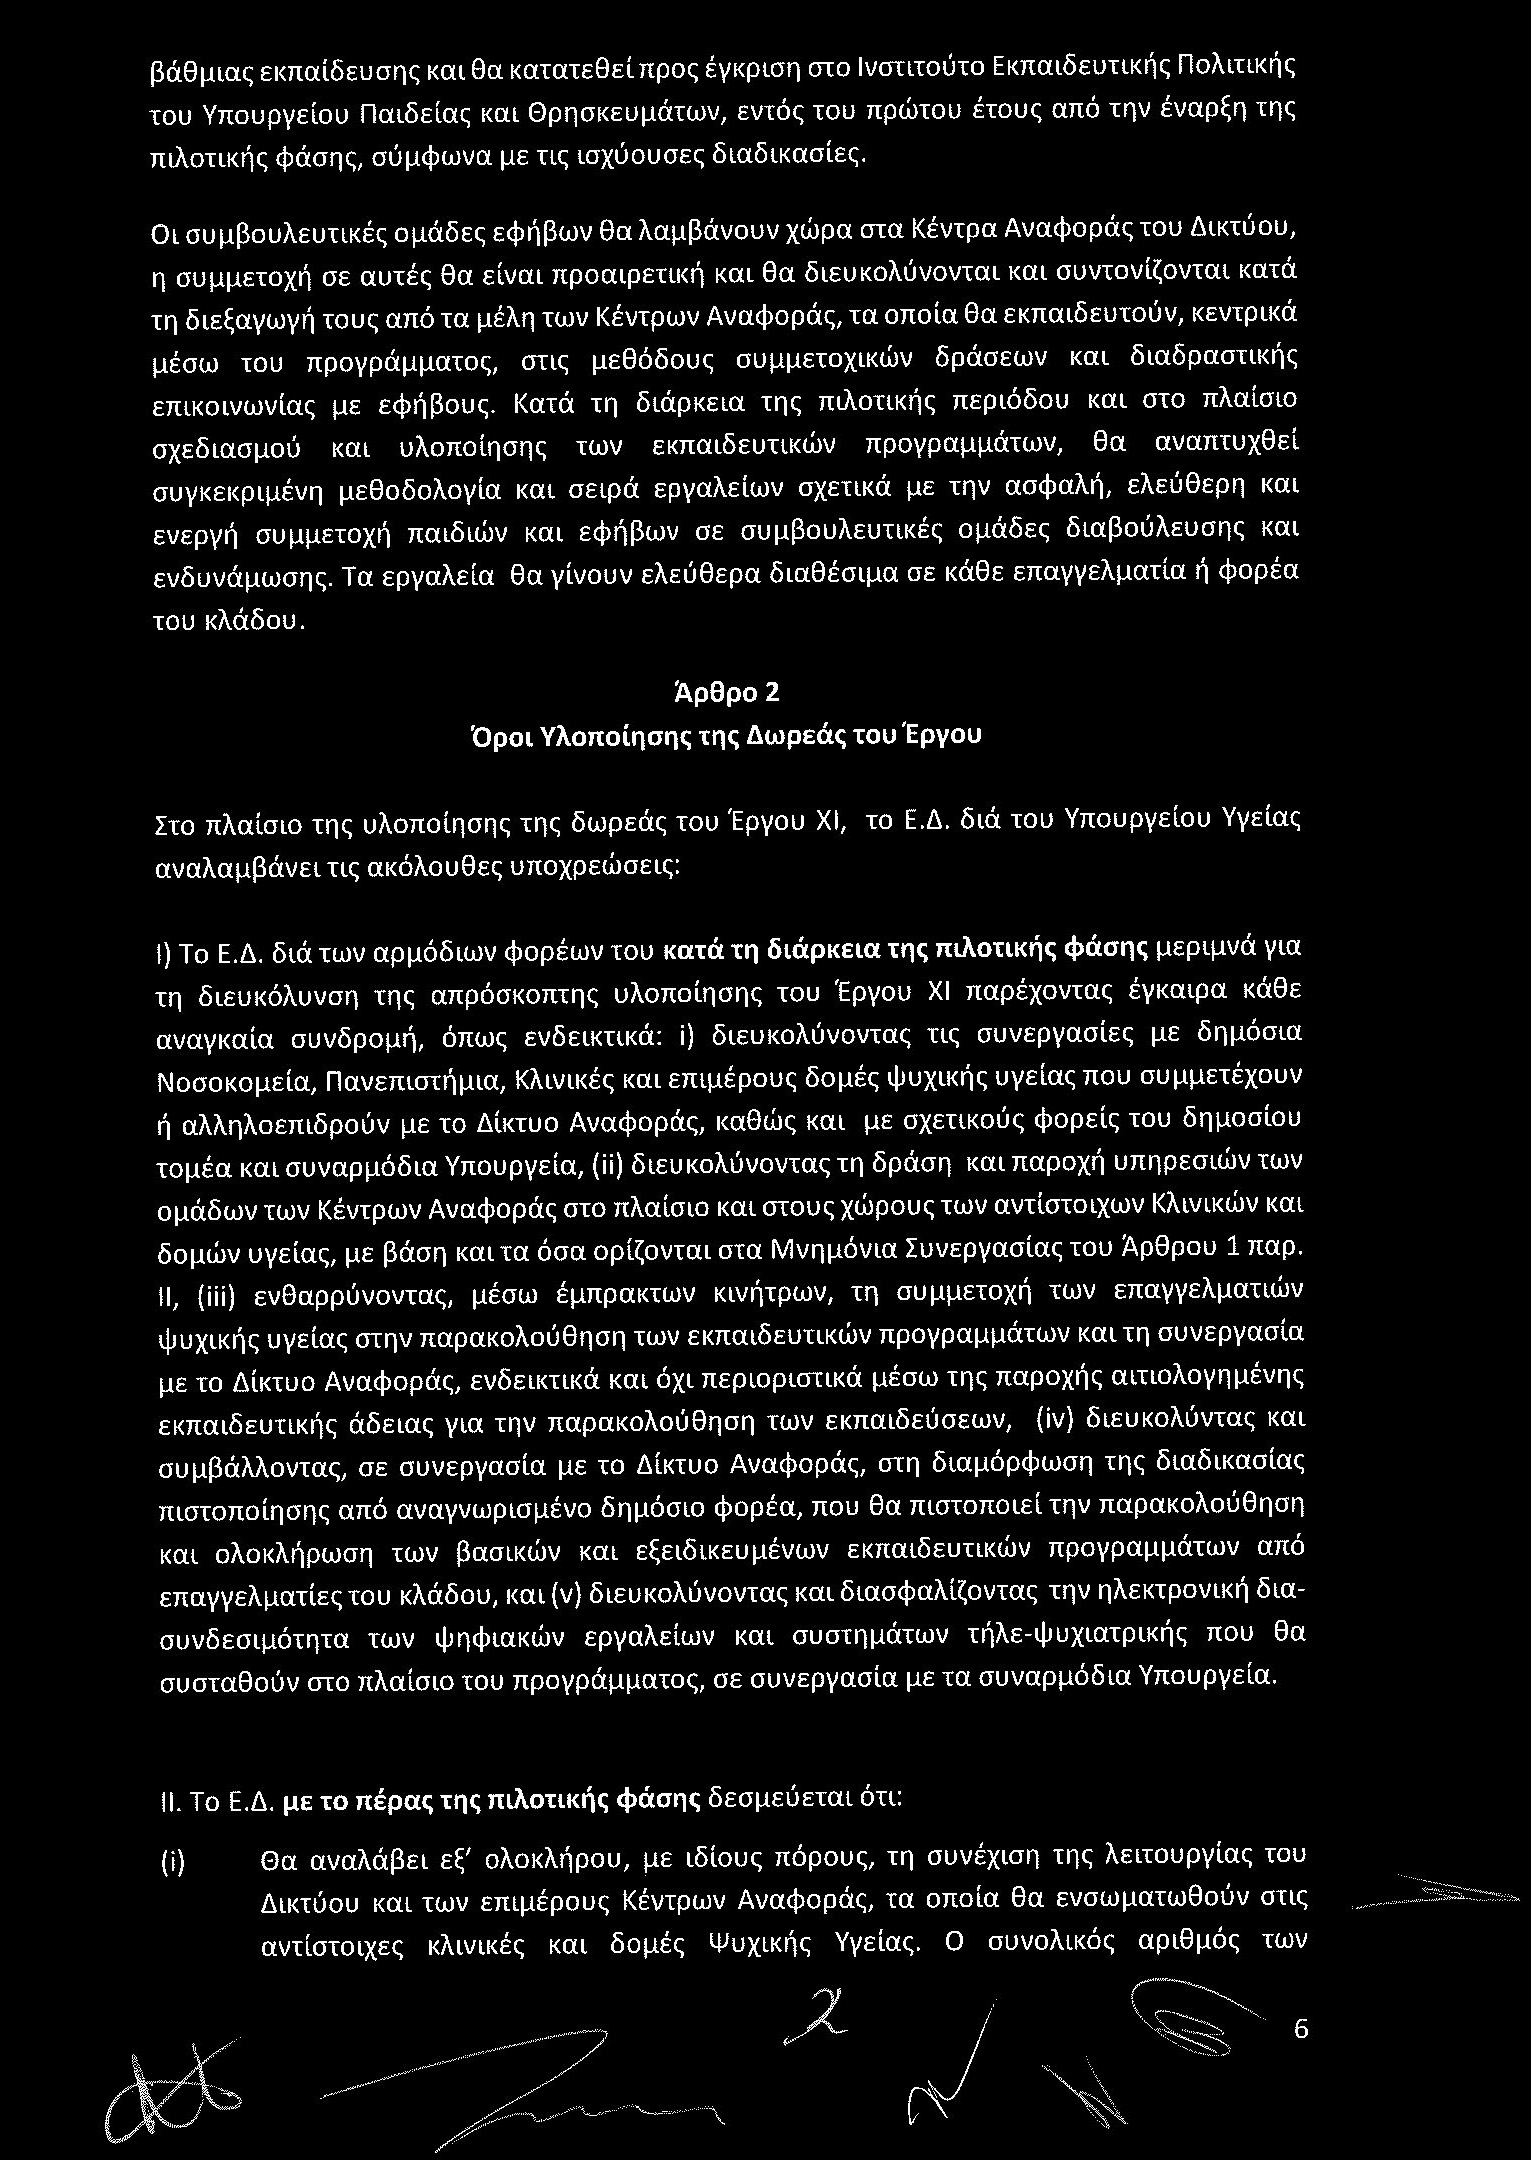 βάθμιας εκπαίδευσης και θα κατατεθεί προς έγκριση στο Ινστιτούτο Εκπαιδευτικής Πολιτικής
του Υπουργείου Παιδείας και Θρησκευμάτων, εντός του πρώτου έτους από την έναρξη της
πιλοτικής φάσης, σύμφωνα με τις ισχύουσες διαδικασίες.
Οι συμβουλευτικές ομάδες εφήβων θα λαμβάνουν χώρα στα Κέντρα Αναφοράς του Δικτύου,
η συμμετοχή σε αυτές θα είναι προαιρετική και θα διευκολύνονται και συντονίζονται κατά
τη διεξαγωγή τους από τα μέλη των Κέντρων Αναφοράς, τα οποία θα εκπαιδευτούν, κεντρικά
μέσω του προγράμματος, στις μεθόδους συμμετοχικών δράσεων και διαδραστικής
επικοινωνίας με εφήβους. Κατά τη διάρκεια της πιλοτικής περιόδου και στο πλαίσιο
σχεδιασμού και υλοποίησης των εκπαιδευτικών προγραμμάτων, θα αναπτυχθεί
συγκεκριμένη μεθοδολογία και σειρά εργαλείων σχετικά με την ασφαλή, ελεύθερη και
ενεργή συμμετοχή παιδιών και εφήβων σε συμβουλευτικές ομάδες διαβούλευσης και
ενδυνάμωσης. Τα εργαλεία θα γίνουν ελεύθερα διαθέσιμα σε κάθε επαγγελματία ή φορέα
του κλάδου.
Άρθρο 2
Όροι Υλοποίησης της Δωρεάς του Έργου
Στο πλαίσιο της υλοποίησης της δωρεάς του Έργου XI, το Ε.Δ. διά του Υπουργείου Υγείας
αναλαμβάνει τις ακόλουθες υποχρεώσεις:
I) Το Ε.Δ. διά των αρμόδιων φορέων του κατά τη διάρκεια της πιλοτικής φάσης μεριμνά για
τη διευκόλυνση της απρόσκοπτης υλοποίησης του Έργου XI παρέχοντας έγκαιρα κάθε
αναγκαία συνδρομή, όπως ενδεικτικά: i) διευκολύνοντας τις συνεργασίες με δημόσια
Νοσοκομεία, Πανεπιστήμια, Κλινικές και επιμέρους δομές ψυχικής υγείας που συμμετέχουν
ή αλληλοεπιδρούν με το Δίκτυο Αναφοράς, καθώς και με σχετικούς φορείς του δημοσίου
τομέα και συναρμόδια Υπουργεία, (ii) διευκολύνοντας τη δράση και παροχή υπηρεσιών των
ομάδων των Κέντρων Αναφοράς στο πλαίσιο και στους χώρους των αντίστοιχων Κλινικών και
δομών υγείας, με βάση και τα όσα ορίζονται στα Μνημόνια Συνεργασίας του Άρθρου 1 παρ.
II, (iii) ενθαρρύνοντας, μέσω έμπρακτων κινήτρων, τη συμμετοχή των επαγγελματιών
ψυχικής υγείας στην παρακολούθηση των εκπαιδευτικών προγραμμάτων και τη συνεργασία
με το Δίκτυο Αναφοράς, ενδεικτικά και όχι περιοριστικά μέσω της παροχής αιτιολογημένης
εκπαιδευτικής άδειας για την παρακολούθηση των εκπαιδεύσεων, (iv) διευκολύντας και
συμβάλλοντας, σε συνεργασία με το Δίκτυο Αναφοράς, στη διαμόρφωση της διαδικασίας
πιστοποίησης από αναγνωρισμένο δημόσιο φορέα, που θα πιστοποιεί την παρακολούθηση
και ολοκλήρωση των βασικών και εξειδικευμένων εκπαιδευτικών προγραμμάτων από
επαγγελματίες του κλάδου, και (v) διευκολύνοντας και διασφαλίζοντας την ηλεκτρονική δια-
συνδεσιμότητα των ψηφιακών εργαλείων και συστημάτων τήλε-ψυχιατρικής που θα
συσταθούν στο πλαίσιο του προγράμματος, σε συνεργασία με τα συναρμόδια Υπουργεία.
II. Το Ε.Δ. με το πέρας της πιλοτικής φάσης δεσμεύεται ότι:
(i) Θα αναλάβει εξ' ολοκλήρου, με ιδίους πόρους, τη συνέχιση της λειτουργίας του
Δικτύου και των επιμέρους Κέντρων Αναφοράς, τα οποία θα ενσωματωθούν στις
αντίστοιχες κλινικές και δομές Ψυχικής Υγείας. Ο συνολικός αριθμός των
6